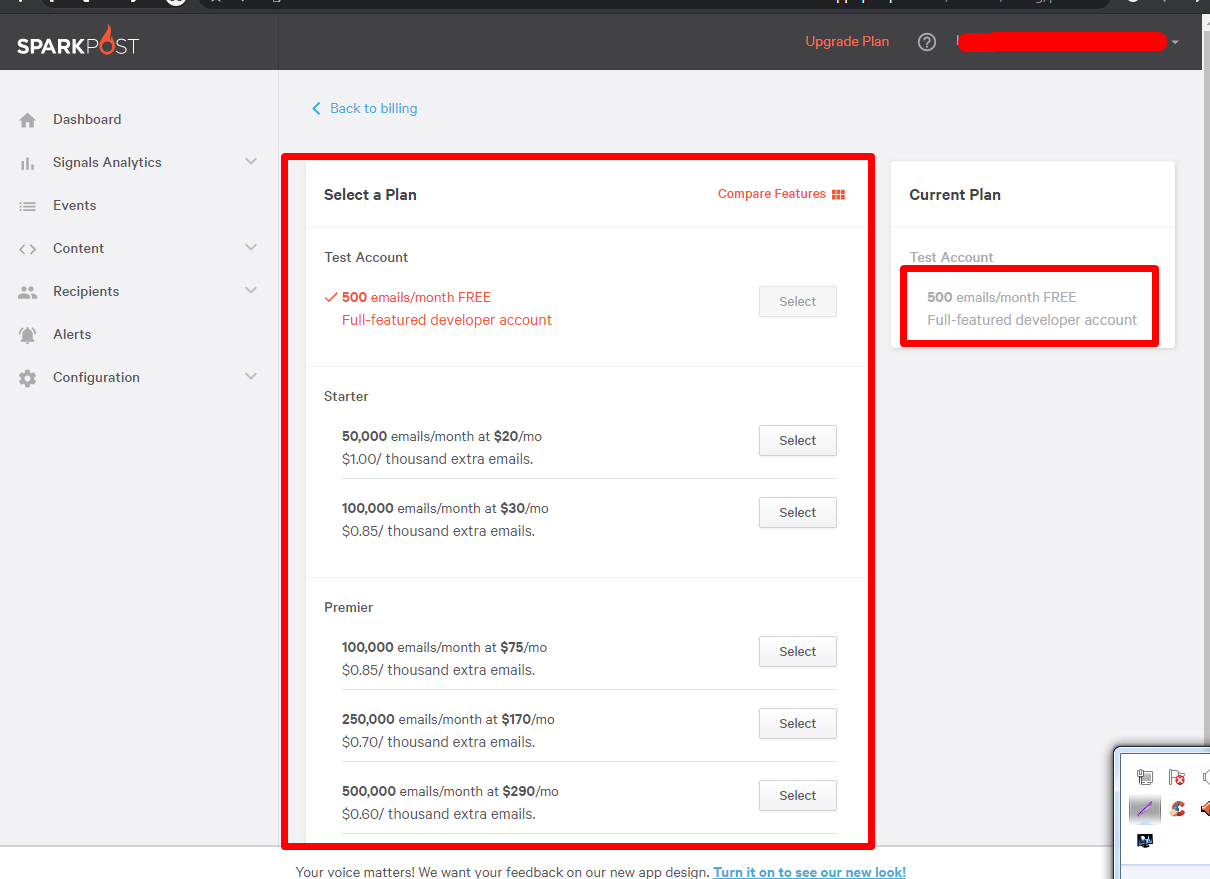 SPARKPOST
Upgrade Plan
Dashboard
Signals Analytics
Events
Content
Recipients
Alerts
Configuration
Back to billing
Select a Plan
Compare Features
Test Account
500 emails/month FREE
Full-featured developer account
Select
Starter
50,000 emails/month at $20/mo
$1.00/ thousand extra emails.
Select
100,000 emails/month at $30/mo
$0.85/ thousand extra emails.
Select
Premier
100,000 emails/month at $75/mo
$0.85/ thousand extra emails.
Select
250,000 emails/month at $170/mo
$0.70/ thousand extra emails.
Select
500,000 emails/month at $290/mo
$0.60/ thousand extra emails.
Select
Current Plan
Test Account
500 emails/month FREE
Full-featured developer account
Your voice matters! We want your feedback on our new app design. Turn it on to see our new look!